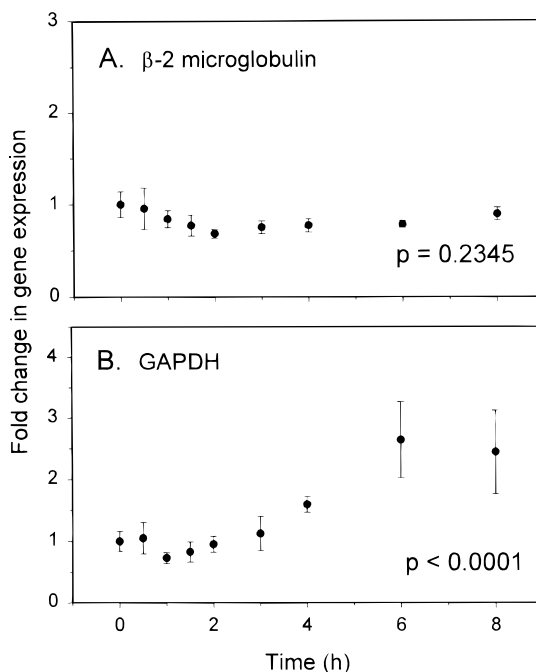 Fold change in gene expression
3
A. β-2 microglobulin
2
1
p = 0.2345
0
B. GAPDH
4
3
2
1
p < 0.0001
0
0 2 4 6 8
Time (h)